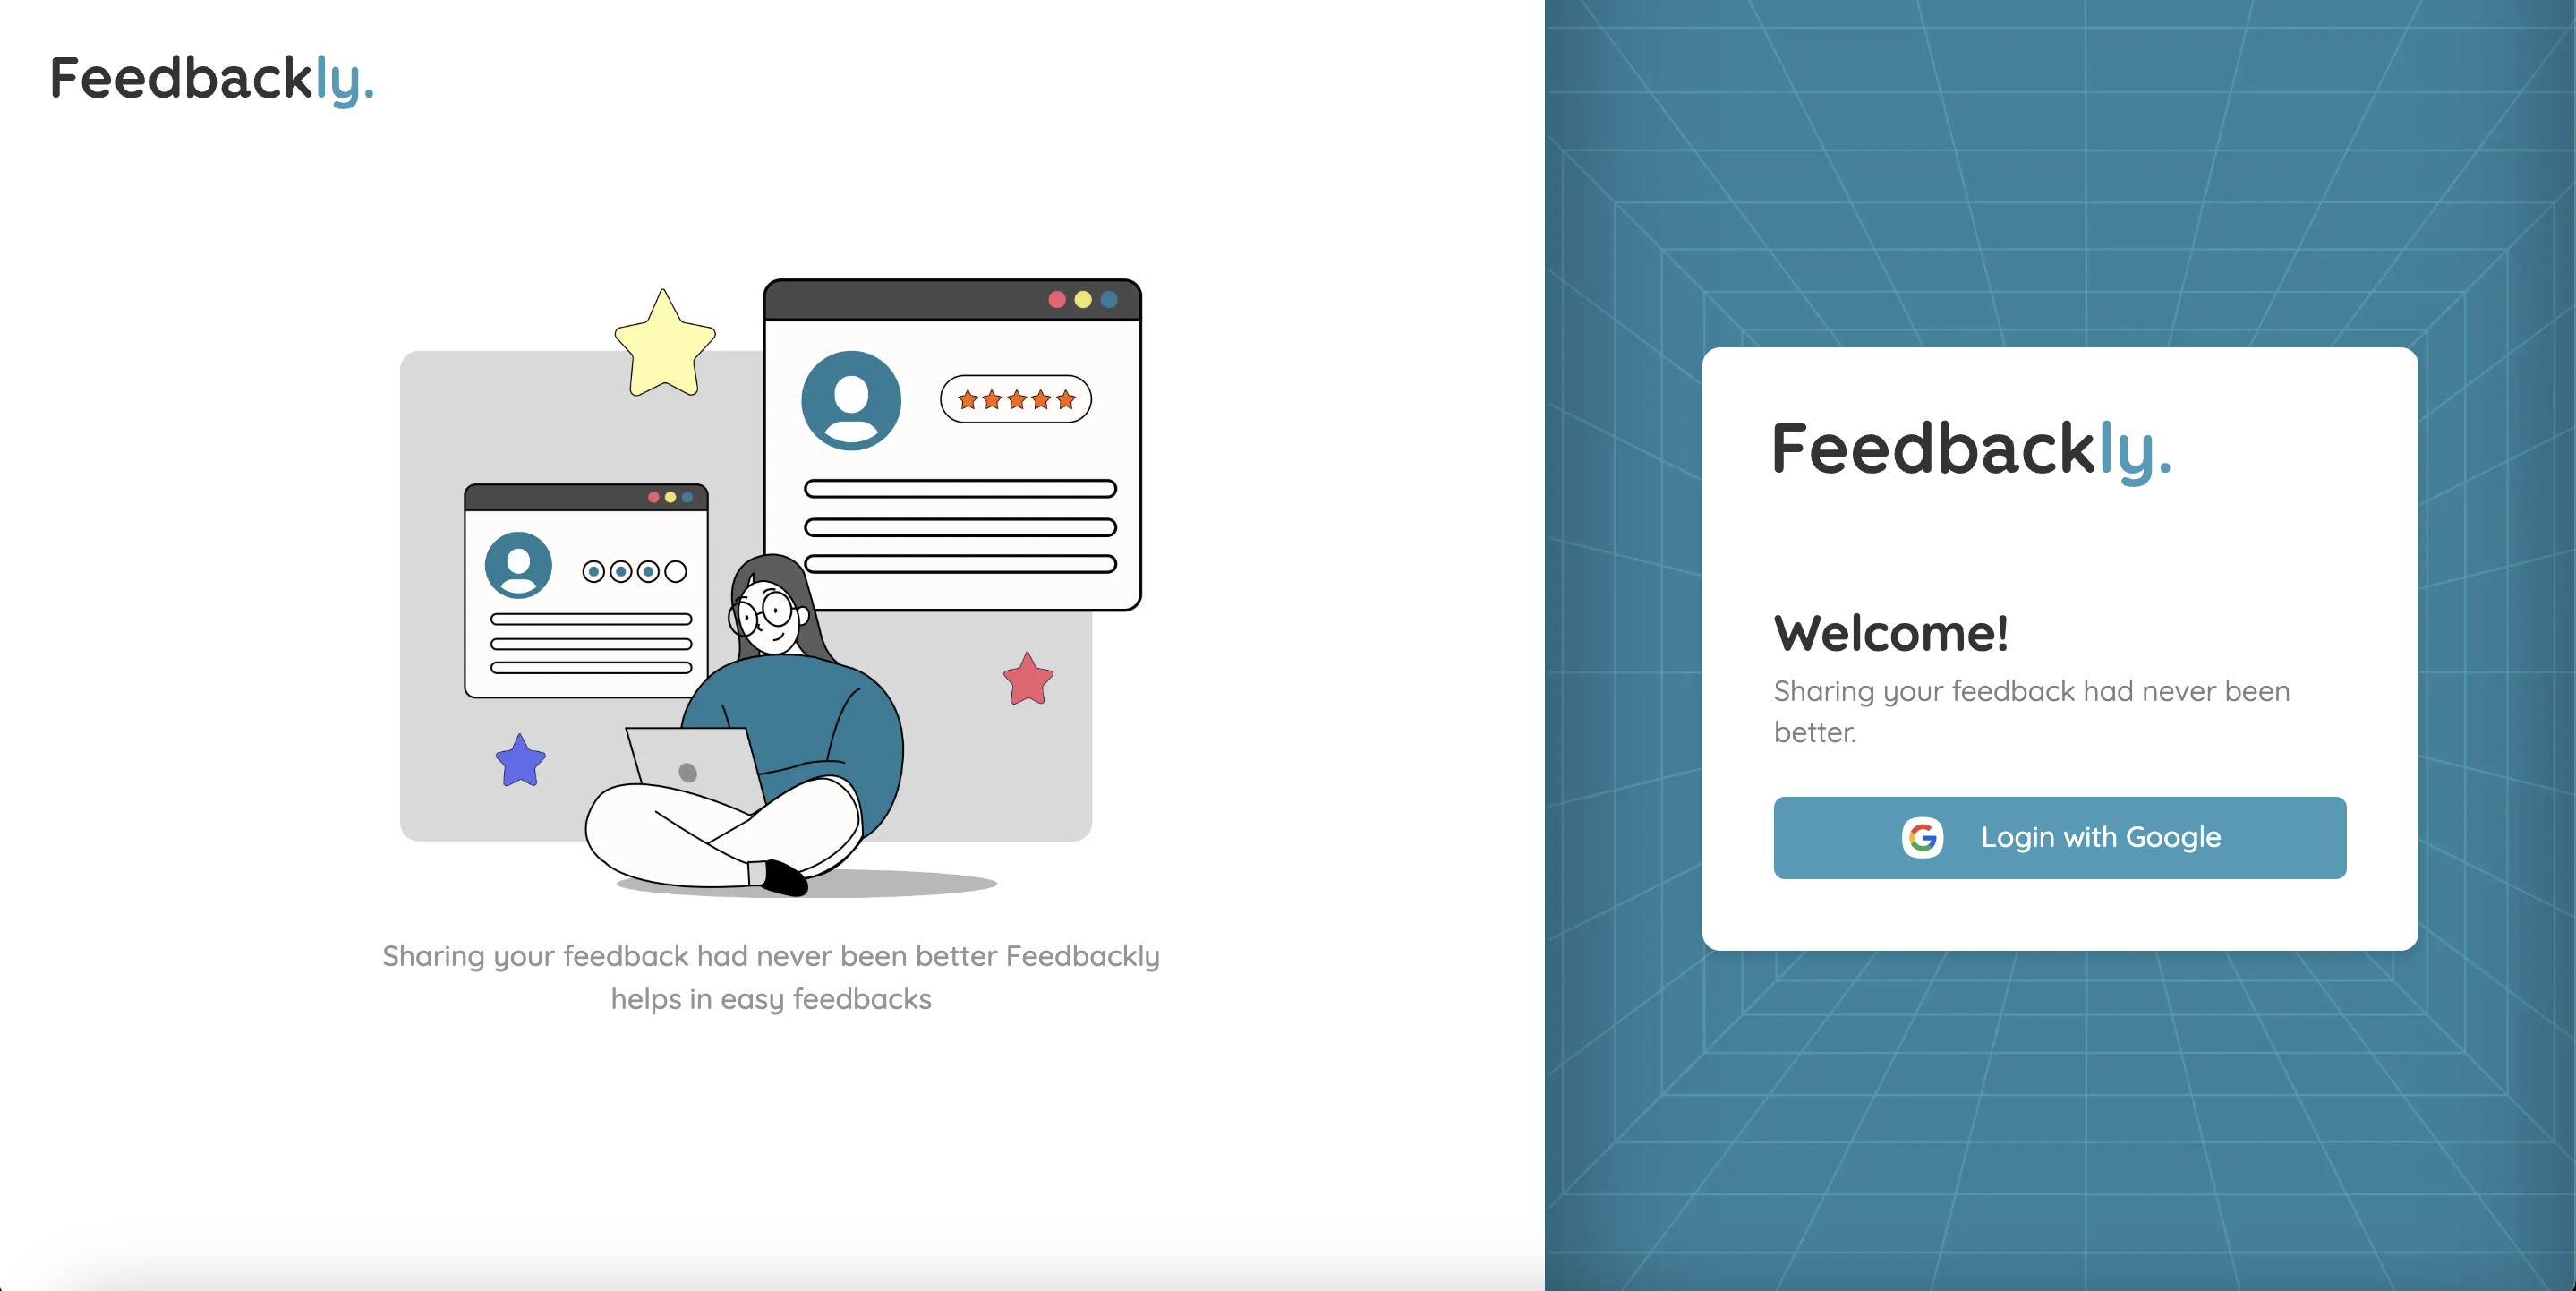 Feedbackly.
Sharing your feedback had never been better Feedbackly
helps in easy feedbacks
Feedbackly.
Welcome!
Sharing your feedback had never been
better.
Login with Google